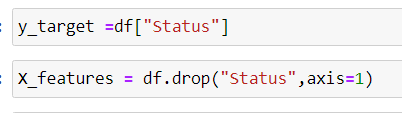 y_target =df["Status"]
X_features = df.drop("Status",axis=1)